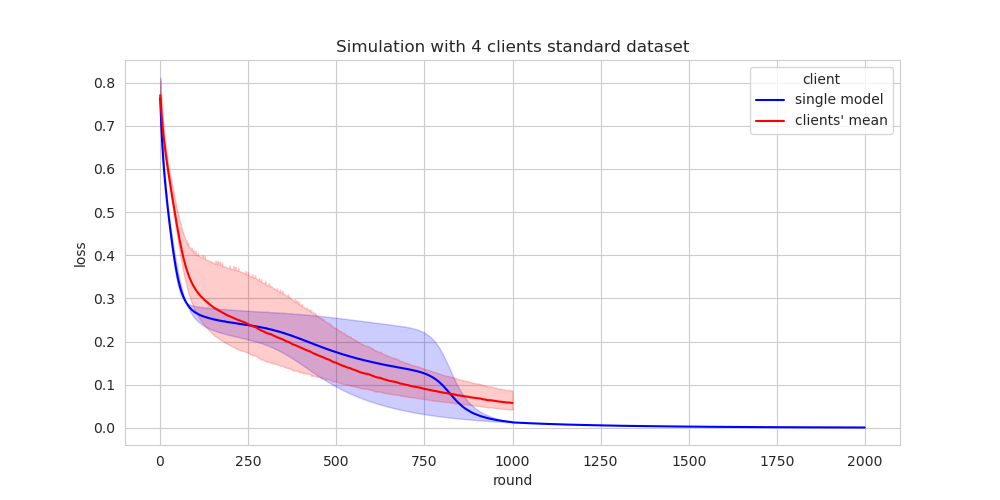 Simulation with 4 clients standard dataset
client
single model
clients' mean
0.8
0.7
0.6
0.5
0.4
0.3
0.2
0.1
0.0
loss
0 250 500 750 1000 1250 1500 1750 2000
round